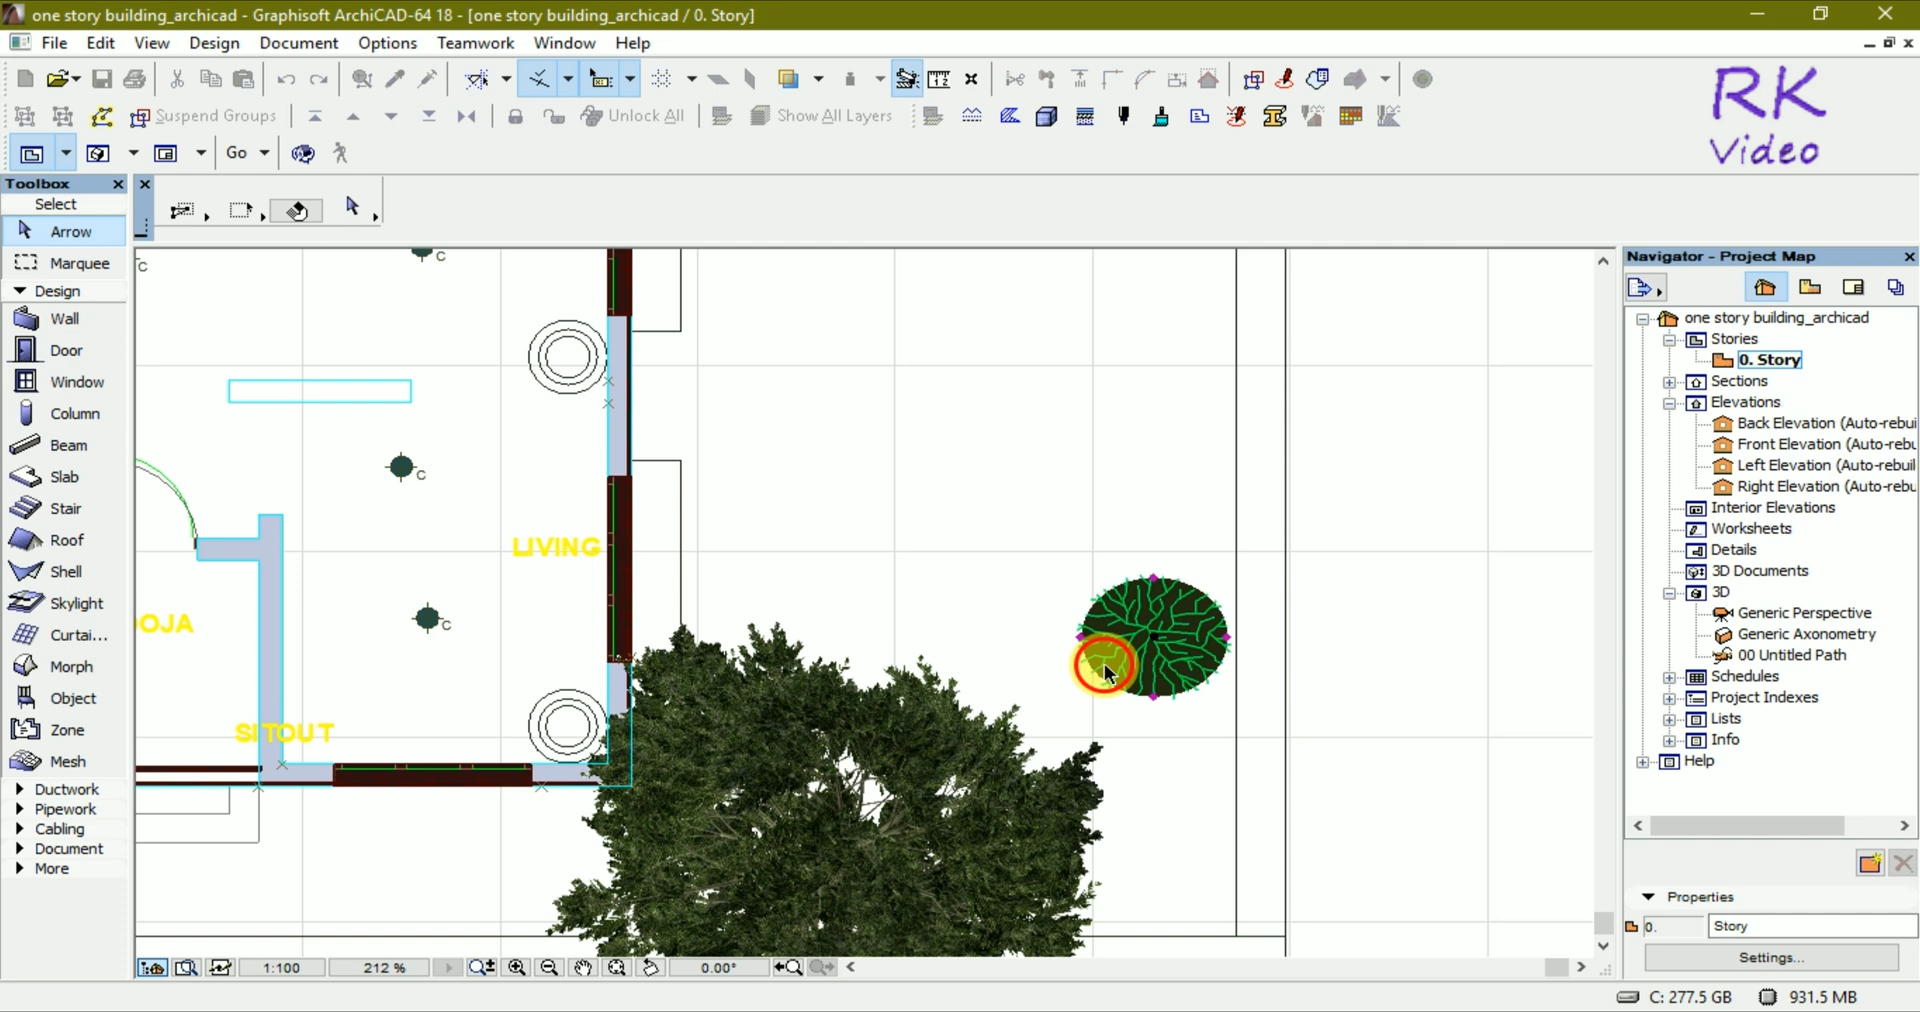 one story building_archicad - Graphisoft ArchiCAD-64 18 - [one story building_archicad / 0. Story]
File Edit View Design Document Options Teamwork Window Help
RK
Video
Suspend Groups
Unlock All
Show All Layers
Go
Toolbox
Select
Arrow
Marquee
Design
Wall
Door
Window
Column
Beam
Slab
Stair
Roof
Shell
Skylight
Curtai...
Morph
Object
Zone
Mesh
Ductwork
Pipework
Cabling
Document
More
C
C
C
C
LIVING
OJA
SITOUT
1:100
212 %
0.00°
Navigator - Project Map
one story building_archicad
Stories
0. Story
Sections
Elevations
Back Elevation (Auto-rebui
Front Elevation (Auto-rebu
Left Elevation (Auto-rebuil
Right Elevation (Auto-rebu
Interior Elevations
Worksheets
Details
3D Documents
3D
Generic Perspective
Generic Axonometry
00 Untitled Path
Schedules
Project Indexes
Lists
Info
Help
Properties
0. Story
Settings...
C: 277.5 GB 931.5 MB